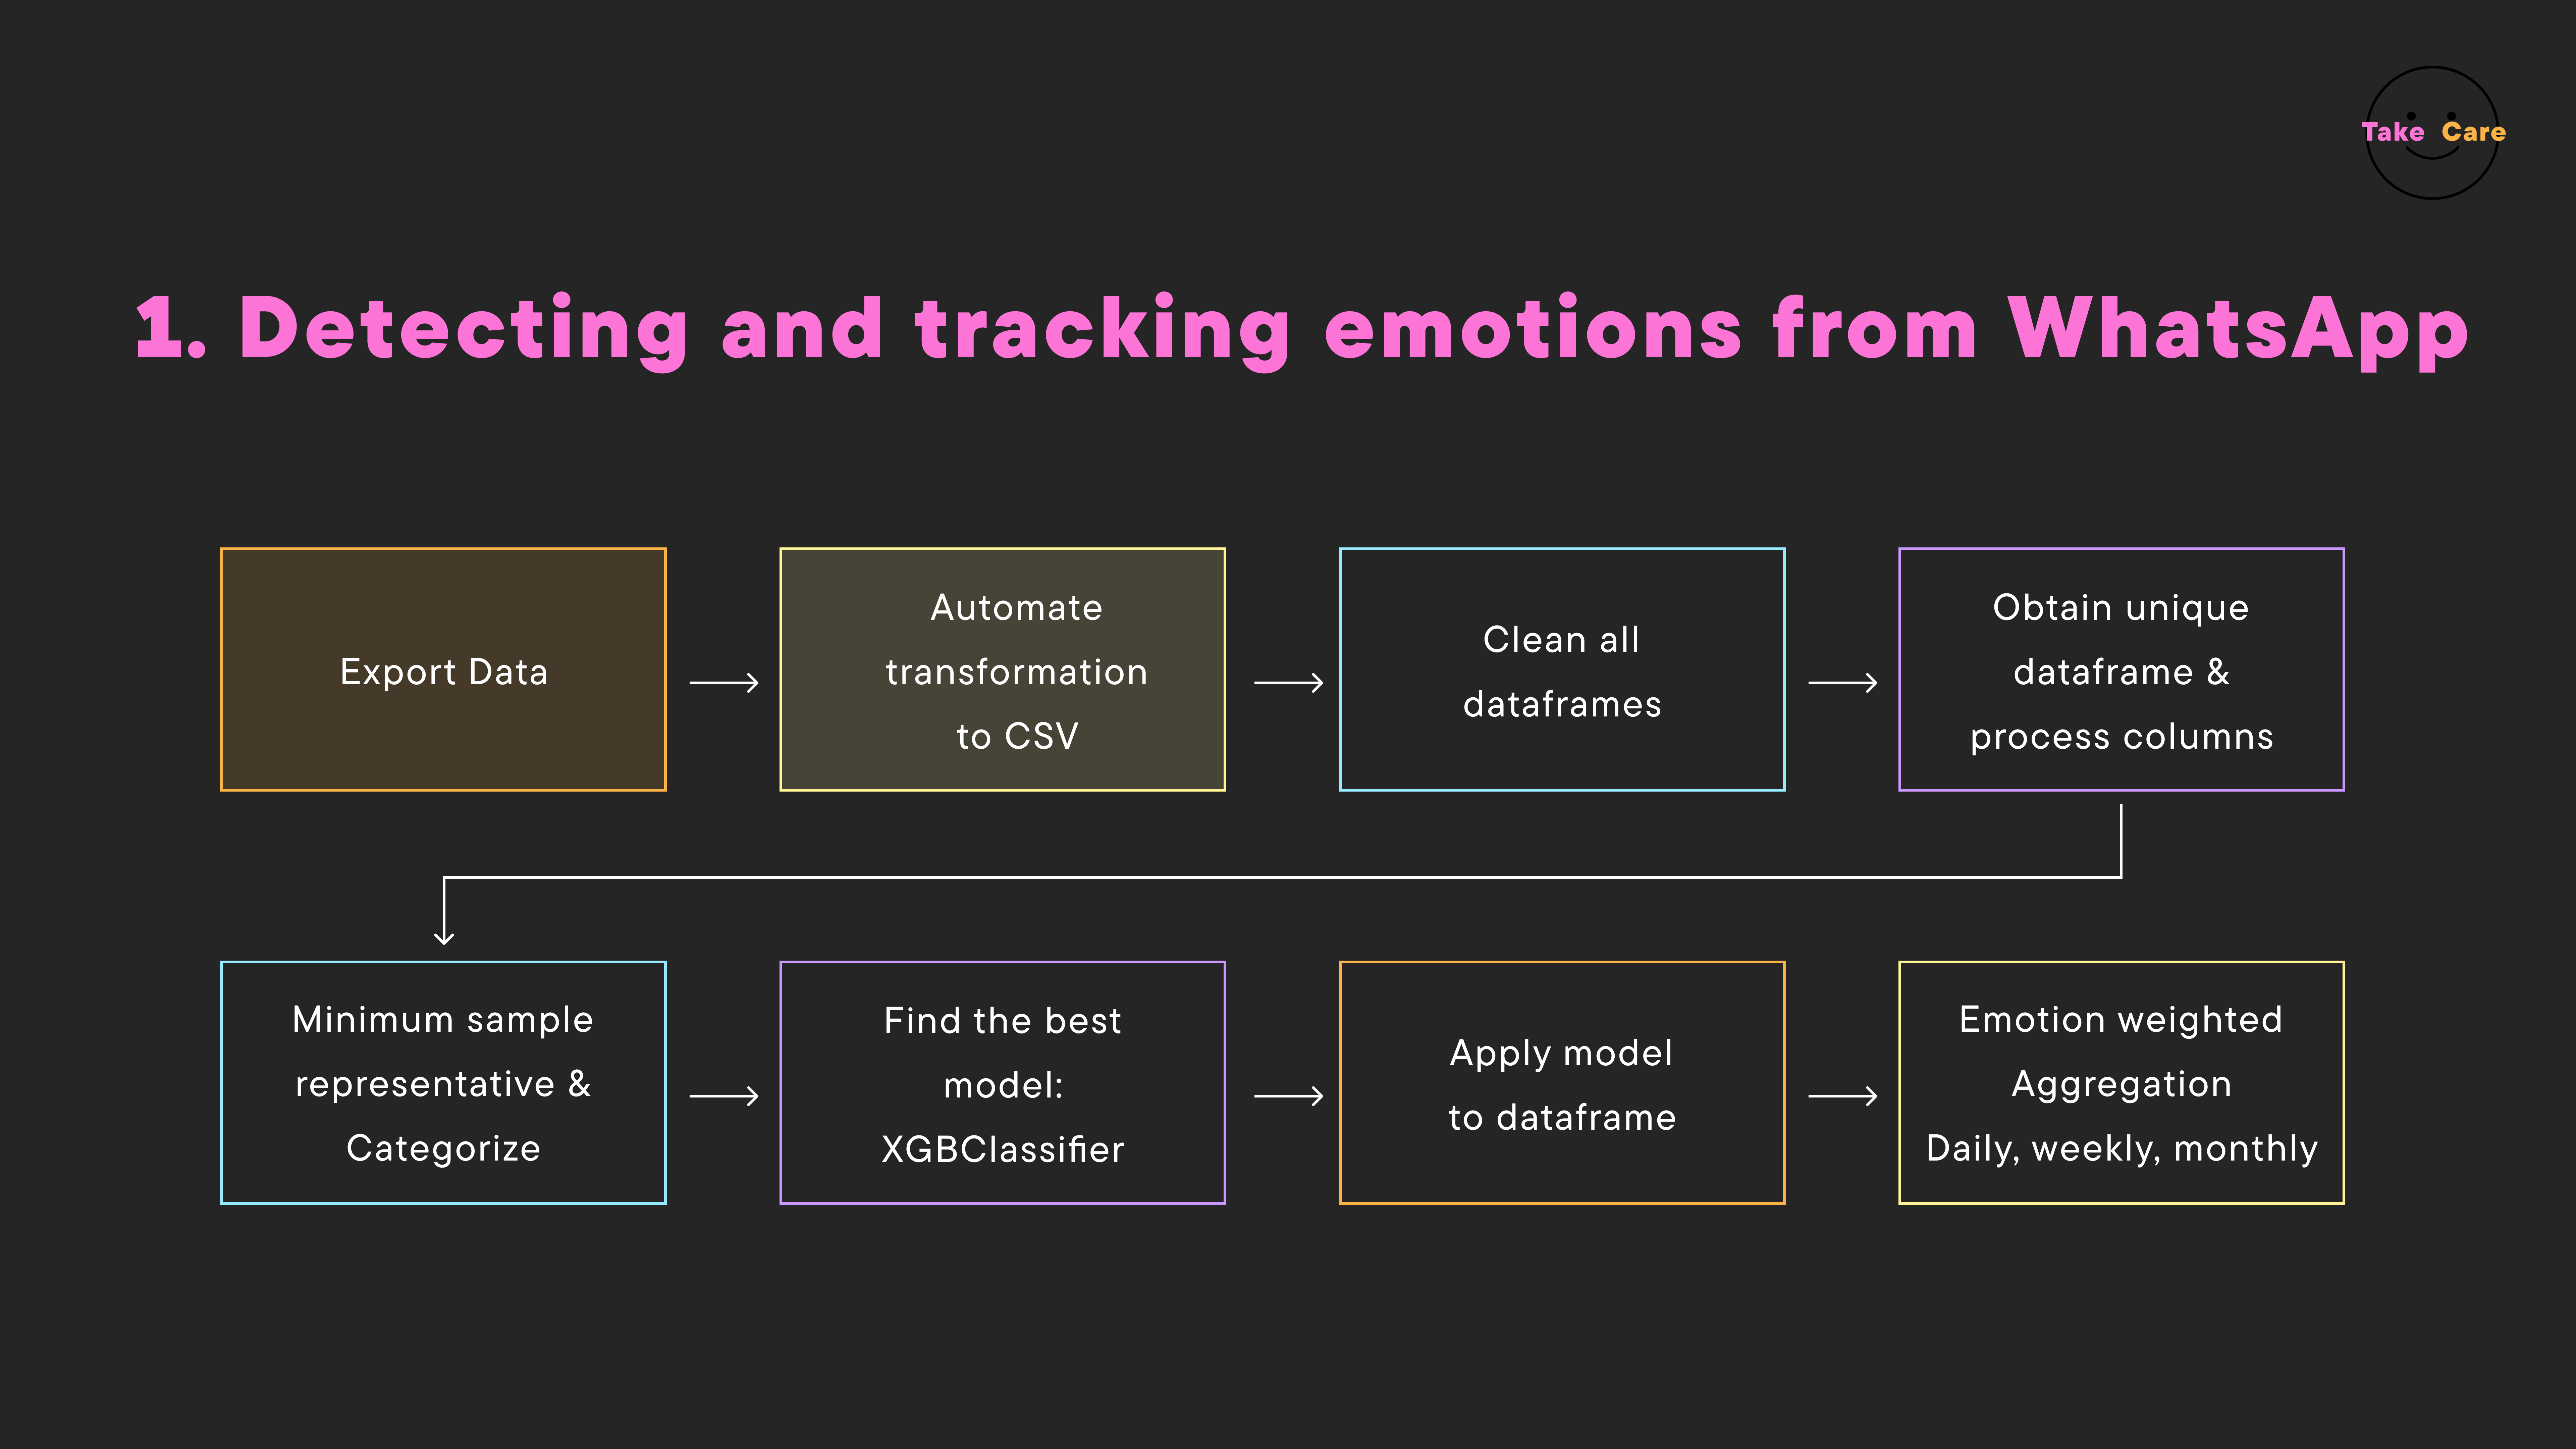 Take Care
1. Detecting and tracking emotions from WhatsApp
Export Data
Automate
transformation
to CSV
Clean all
dataframes
Obtain unique
dataframe &
process columns
Minimum sample
representative &
Categorize
Find the best
model:
XGBClassifier
Apply model
to dataframe
Emotion weighted
Aggregation
Daily, weekly, monthly